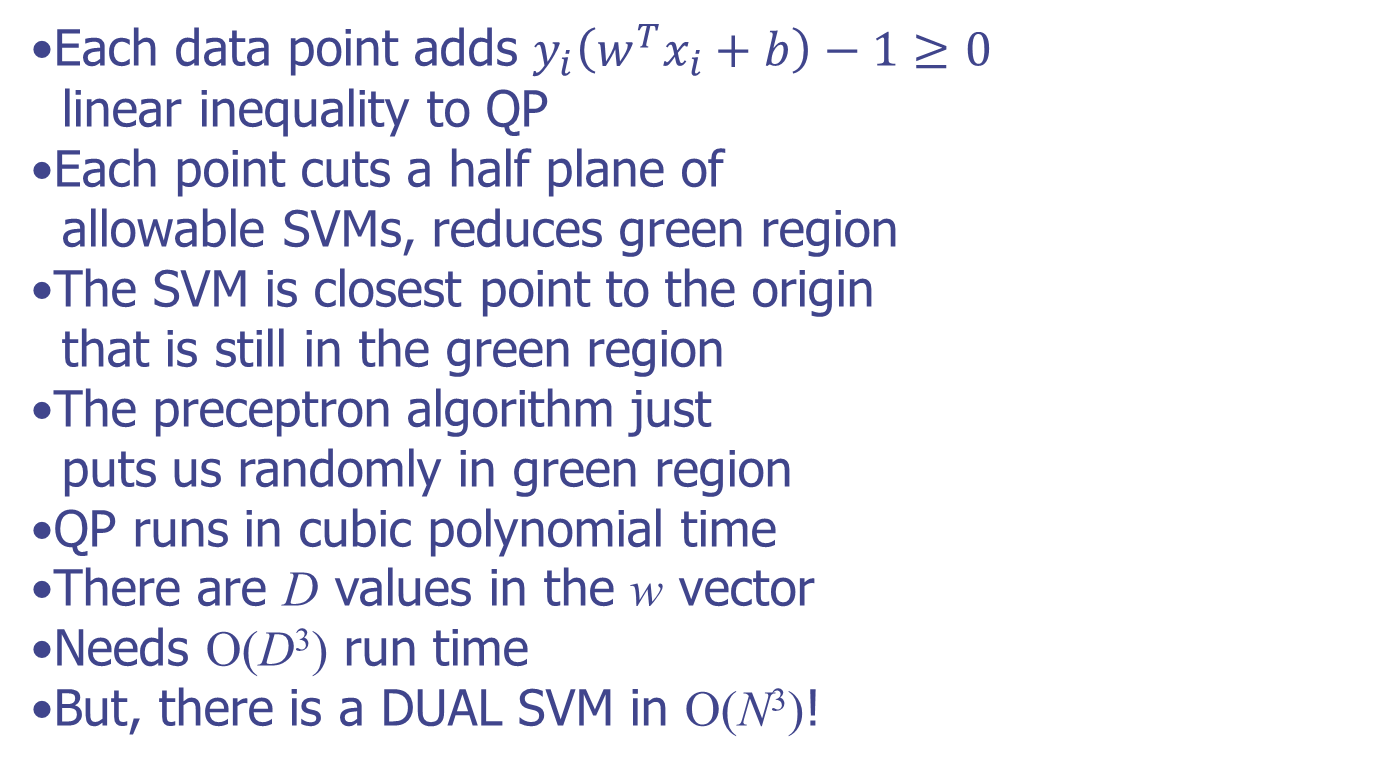 •Each data point adds $y_i(w^T x_i + b) - 1 \geq 0$
linear inequality to QP
•Each point cuts a half plane of
allowable SVMs, reduces green region
•The SVM is closest point to the origin
that is still in the green region
•The preceptron algorithm just
puts us randomly in green region
•QP runs in cubic polynomial time
•There are D values in the w vector
•Needs O(D³) run time
•But, there is a DUAL SVM in O(N³)!